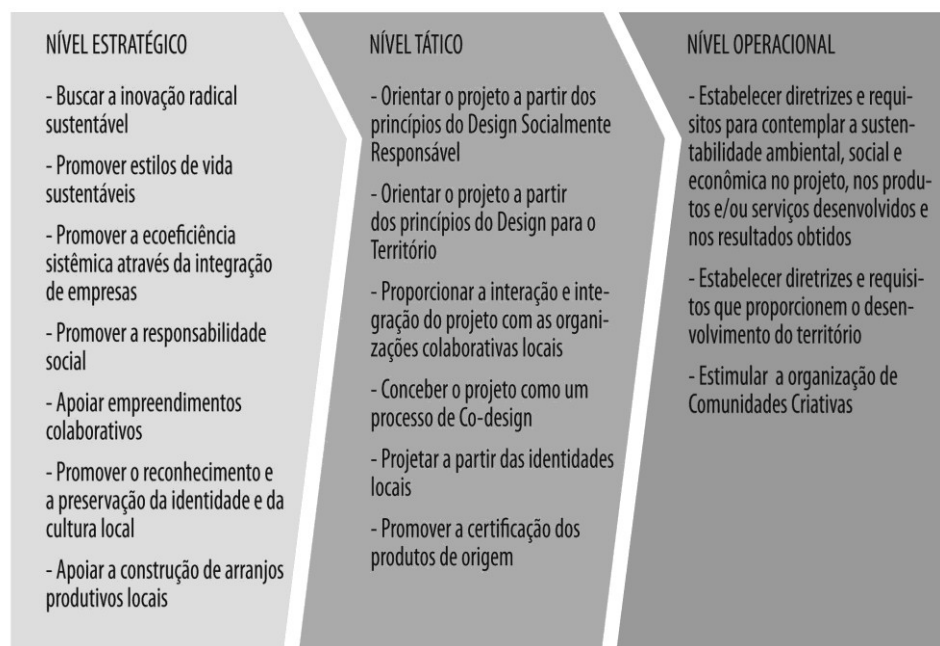 NÍVEL ESTRATÉGICO
- Buscar a inovação radical
sustentável
- Promover estilos de vida
sustentáveis
- Promover a ecoeficiência
sistêmica através da integração
de empresas
- Promover a responsabilidade
social
- Apoiar empreendimentos
colaborativos
- Promover o reconhecimento e
a preservação da identidade e da
cultura local
- Apoiar a construção de arranjos
produtivos locais
NÍVEL TÁTICO
- Orientar o projeto a partir dos
princípios do Design Socialmente
Responsável
- Orientar o projeto a partir
dos princípios do Design para o
Território
- Proporcionar a interação e inte-
gração do projeto com as organi-
zações colaborativas locais
- Conceber o projeto como um
processo de Co-design
- Projetar a partir das identidades
locais
- Promover a certificação dos
produtos de origem
NÍVEL OPERACIONAL
- Estabelecer diretrizes e requi-
sitos para contemplar a susten-
tabilidade ambiental, social e
econômica no projeto, nos produ-
tos e/ou serviços desenvolvidos e
nos resultados obtidos
- Estabelecer diretrizes e requisi-
tos que proporcionem o desen-
volvimento do território
- Estimular a organização de
Comunidades Criativas